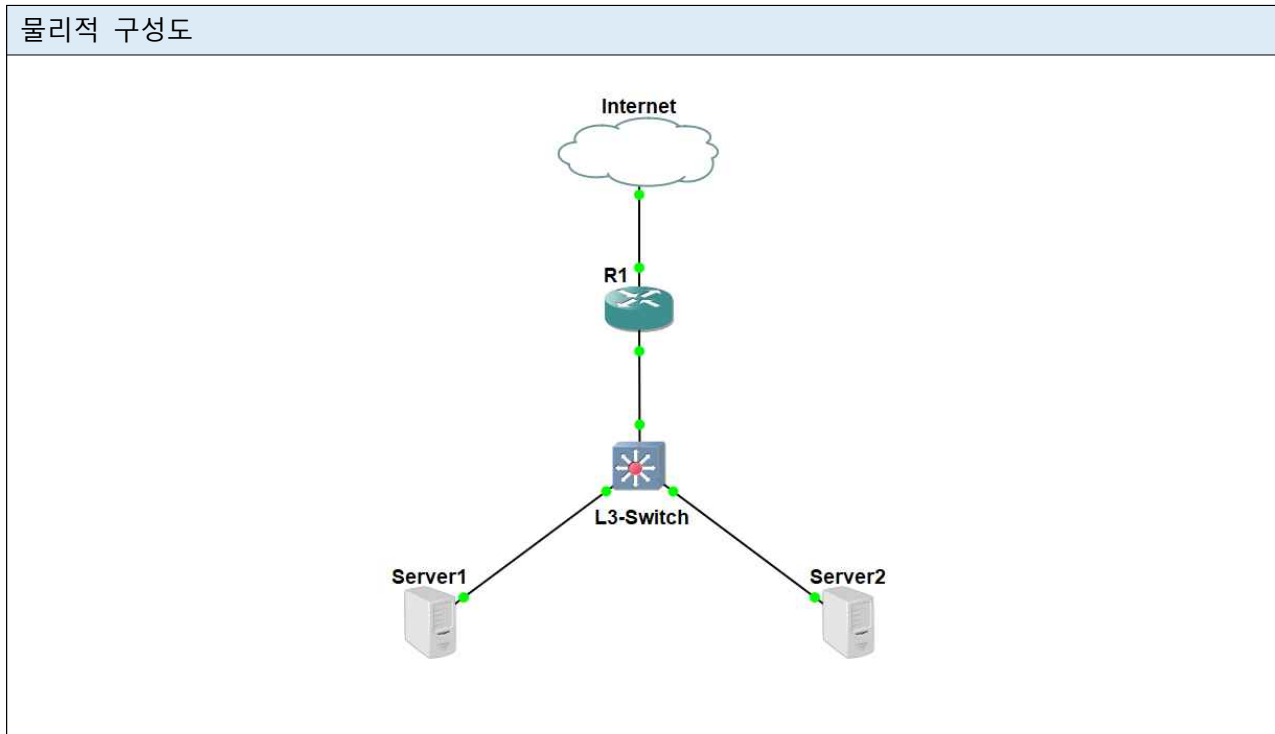 물리적 구성도
Internet
R1
L3-Switch
Server1
Server2